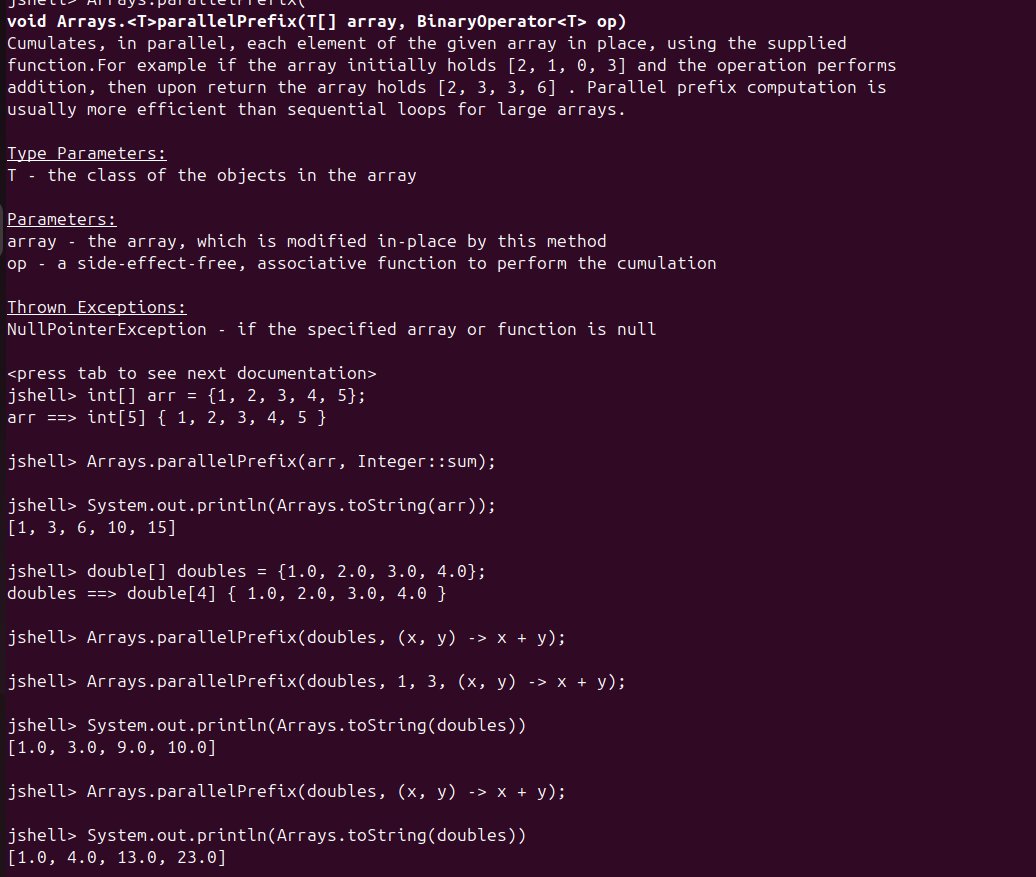 jshell> Arrays.parallelPrefix(
void Arrays.<T>parallelPrefix(T[] array, BinaryOperator<T> op)
Cumulates, in parallel, each element of the given array in place, using the supplied
function.For example if the array initially holds [2, 1, 0, 3] and the operation performs
addition, then upon return the array holds [2, 3, 3, 6] . Parallel prefix computation is
usually more efficient than sequential loops for large arrays.
Type Parameters:
T - the class of the objects in the array
Parameters:
array - the array, which is modified in-place by this method
op - a side-effect-free, associative function to perform the cumulation
Thrown Exceptions:
NullPointerException - if the specified array or function is null
<press tab to see next documentation>
jshell> int[] arr = {1, 2, 3, 4, 5};
arr ==> int[5] { 1, 2, 3, 4, 5 }
jshell> Arrays.parallelPrefix(arr, Integer::sum);
jshell> System.out.println(Arrays.toString(arr));
[1, 3, 6, 10, 15]
jshell> double[] doubles = {1.0, 2.0, 3.0, 4.0};
doubles ==> double[4] { 1.0, 2.0, 3.0, 4.0 }
jshell> Arrays.parallelPrefix(doubles, (x, y) -> x + y);
jshell> Arrays.parallelPrefix(doubles, 1, 3, (x, y) -> x + y);
jshell> System.out.println(Arrays.toString(doubles))
[1.0, 3.0, 9.0, 10.0]
jshell> Arrays.parallelPrefix(doubles, (x, y) -> x + y);
jshell> System.out.println(Arrays.toString(doubles))
[1.0, 4.0, 13.0, 23.0]